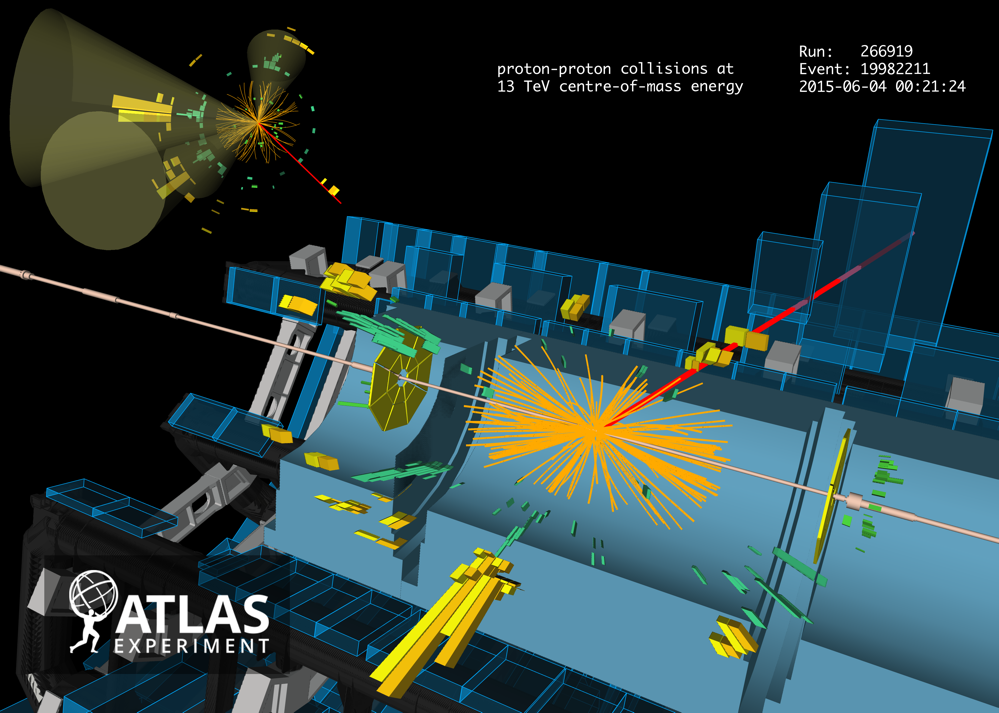 proton-proton collisions at
13 TeV centre-of-mass energy
Run: 266919
Event: 19982211
2015-06-04 00:21:24
ATLAS
EXPERIMENT